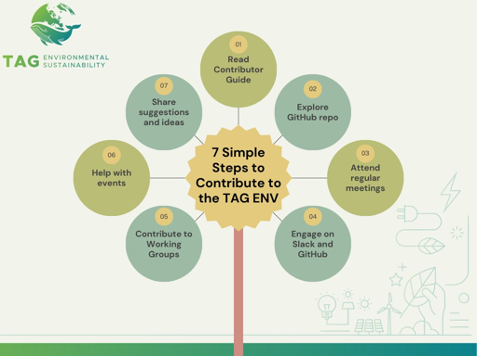 TAG ENVIRONMENTAL
SUSTAINABILITY
01
Read
Contributor
Guide
02
Explore
GitHub repo
03
Attend
regular
meetings
04
Engage on
Slack and
GitHub
05
Contribute to
Working
Groups
06
Help with
events
07
Share
suggestions
and ideas
7 Simple
Steps to
Contribute to
the TAG ENV